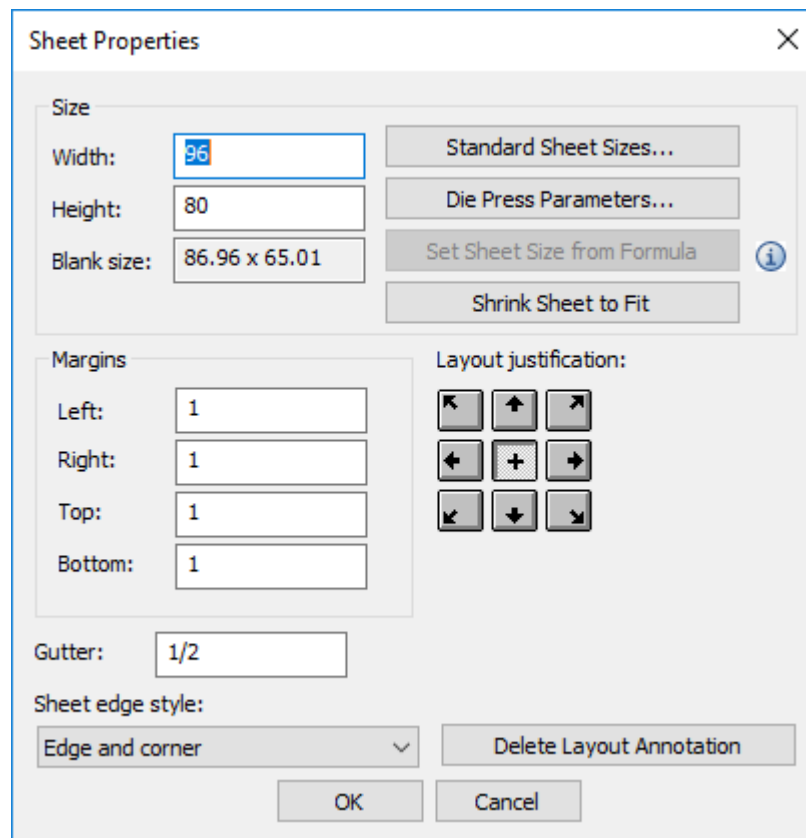 Sheet Properties
Size
Width: 96 Standard Sheet Sizes...
Height: 80 Die Press Parameters...
Blank size: 86.96 x 65.01 Set Sheet Size from Formula
Shrink Sheet to Fit
Margins Layout justification:
Left: 1
Right: 1
Top: 1
Bottom: 1
Gutter: 1/2
Sheet edge style:
Edge and corner Delete Layout Annotation
OK Cancel